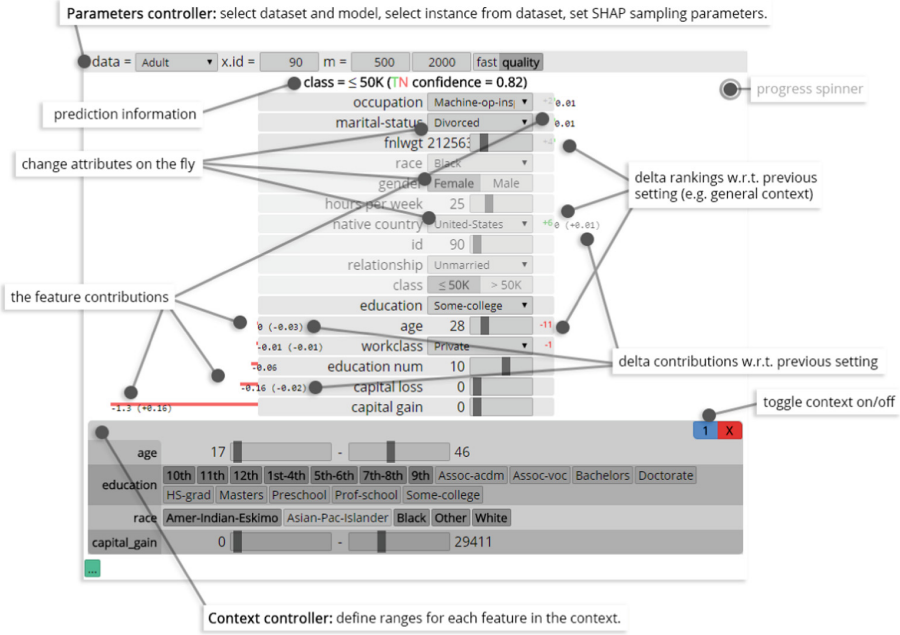 Parameters controller: select dataset and model, select instance from dataset, set SHAP sampling parameters.
data = Adult x.id = 90 m = 500 2000 fast quality
class = ≤ 50K (TN confidence = 0.82)
progress spinner
prediction information
occupation Machine-op-insp 0.01
marital-status Divorced 0.01
change attributes on the fly
fnlwgt 212563
race Black
gender Female Male
delta rankings w.r.t. previous
setting (e.g. general context)
hours per week 25
native country United-States +6 0 (+0.01)
id 90
relationship Unmarried
class ≤ 50K > 50K
the feature contributions
education Some-college
0 (-0.03) age 28 -11
-0.01 (-0.01) workclass Private -1
-0.06 education num 10
delta contributions w.r.t. previous setting
-0.16 (-0.02) capital loss 0
-1.3 (+0.16) capital gain 0
toggle context on/off
1 X
age 17 - 46
education 10th 11th 12th 1st-4th 5th-6th 7th-8th 9th Assoc-acdm Assoc-voc Bachelors Doctorate
HS-grad Masters Preschool Prof-school Some-college
race Amer-Indian-Eskimo Asian-Pac-Islander Black Other White
capital_gain 0 - 29411
...
Context controller: define ranges for each feature in the context.